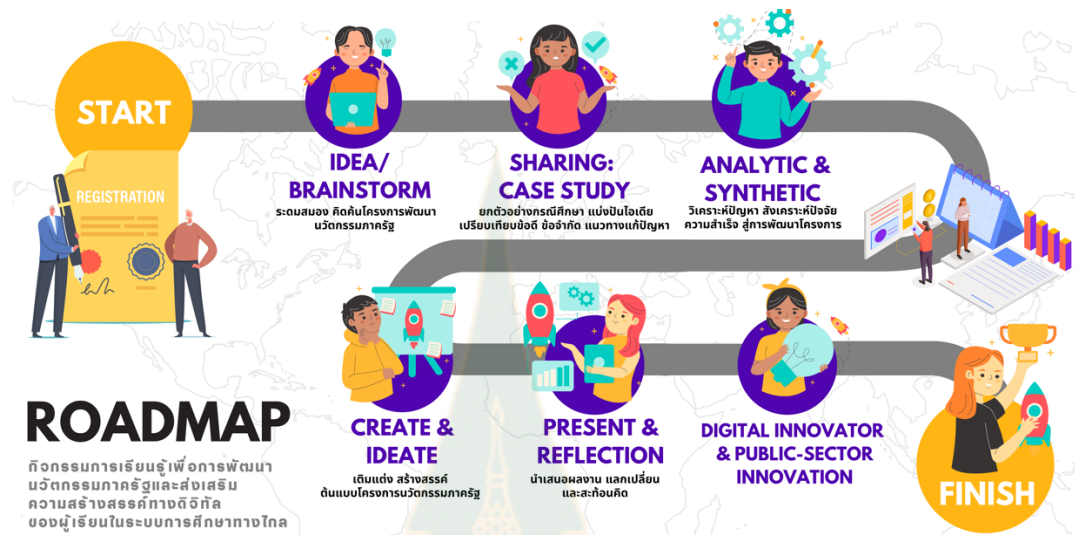 START
REGISTRATION
IDEA/
BRAINSTORM
ระดมสมอง คิดค้นโครงการพัฒนา
นวัตกรรมภาครัฐ
SHARING:
CASE STUDY
ยกตัวอย่างกรณีศึกษา แบ่งปันไอเดีย
เปรียบเทียบข้อดี ข้อจำกัด แนวทางแก้ปัญหา
ANALYTIC &
SYNTHETIC
วิเคราะห์ปัญหา สังเคราะห์ปัจจัย
ความสำเร็จ สู่การพัฒนาโครงการ
CREATE &
IDEATE
เติมแต่ง สร้างสรรค์
ต้นแบบโครงการนวัตกรรมภาครัฐ
PRESENT &
REFLECTION
นำเสนอผลงาน แลกเปลี่ยน
และสะท้อนคิด
DIGITAL INNOVATOR
& PUBLIC-SECTOR
INNOVATION
FINISH
ROADMAP
กิจกรรมการเรียนรู้เพื่อการพัฒนา
นวัตกรรมภาครัฐและส่งเสริม
ความสร้างสรรค์ทางดิจิทัล
ของผู้เรียนในระบบการศึกษาทางไกล